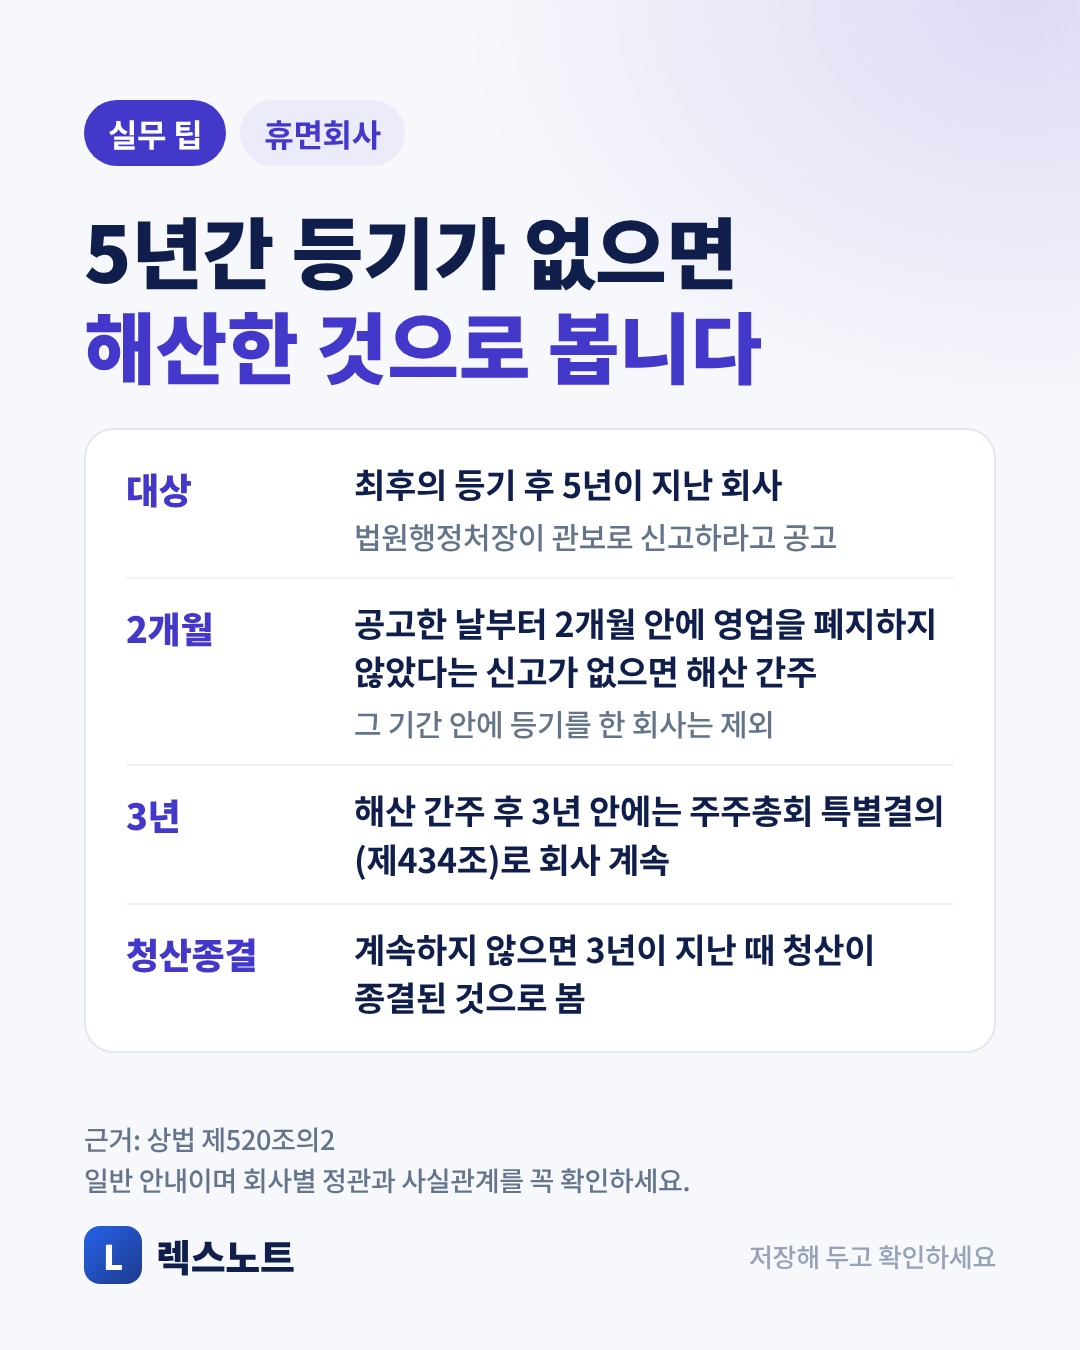 실무 팁
휴면회사
5년간 등기가 없으면
해산한 것으로 봅니다
대상
최후의 등기 후 5년이 지난 회사
법원행정처장이 관보로 신고하라고 공고
2개월
공고한 날부터 2개월 안에 영업을 폐지하지
않았다는 신고가 없으면 해산 간주
그 기간 안에 등기를 한 회사는 제외
3년
해산 간주 후 3년 안에는 주주총회 특별결의
(제434조)로 회사 계속
청산종결
계속하지 않으면 3년이 지난 때 청산이
종결된 것으로 봄
근거: 상법 제520조의2
일반 안내이며 회사별 정관과 사실관계를 꼭 확인하세요.
L 렉스노트
저장해 두고 확인하세요